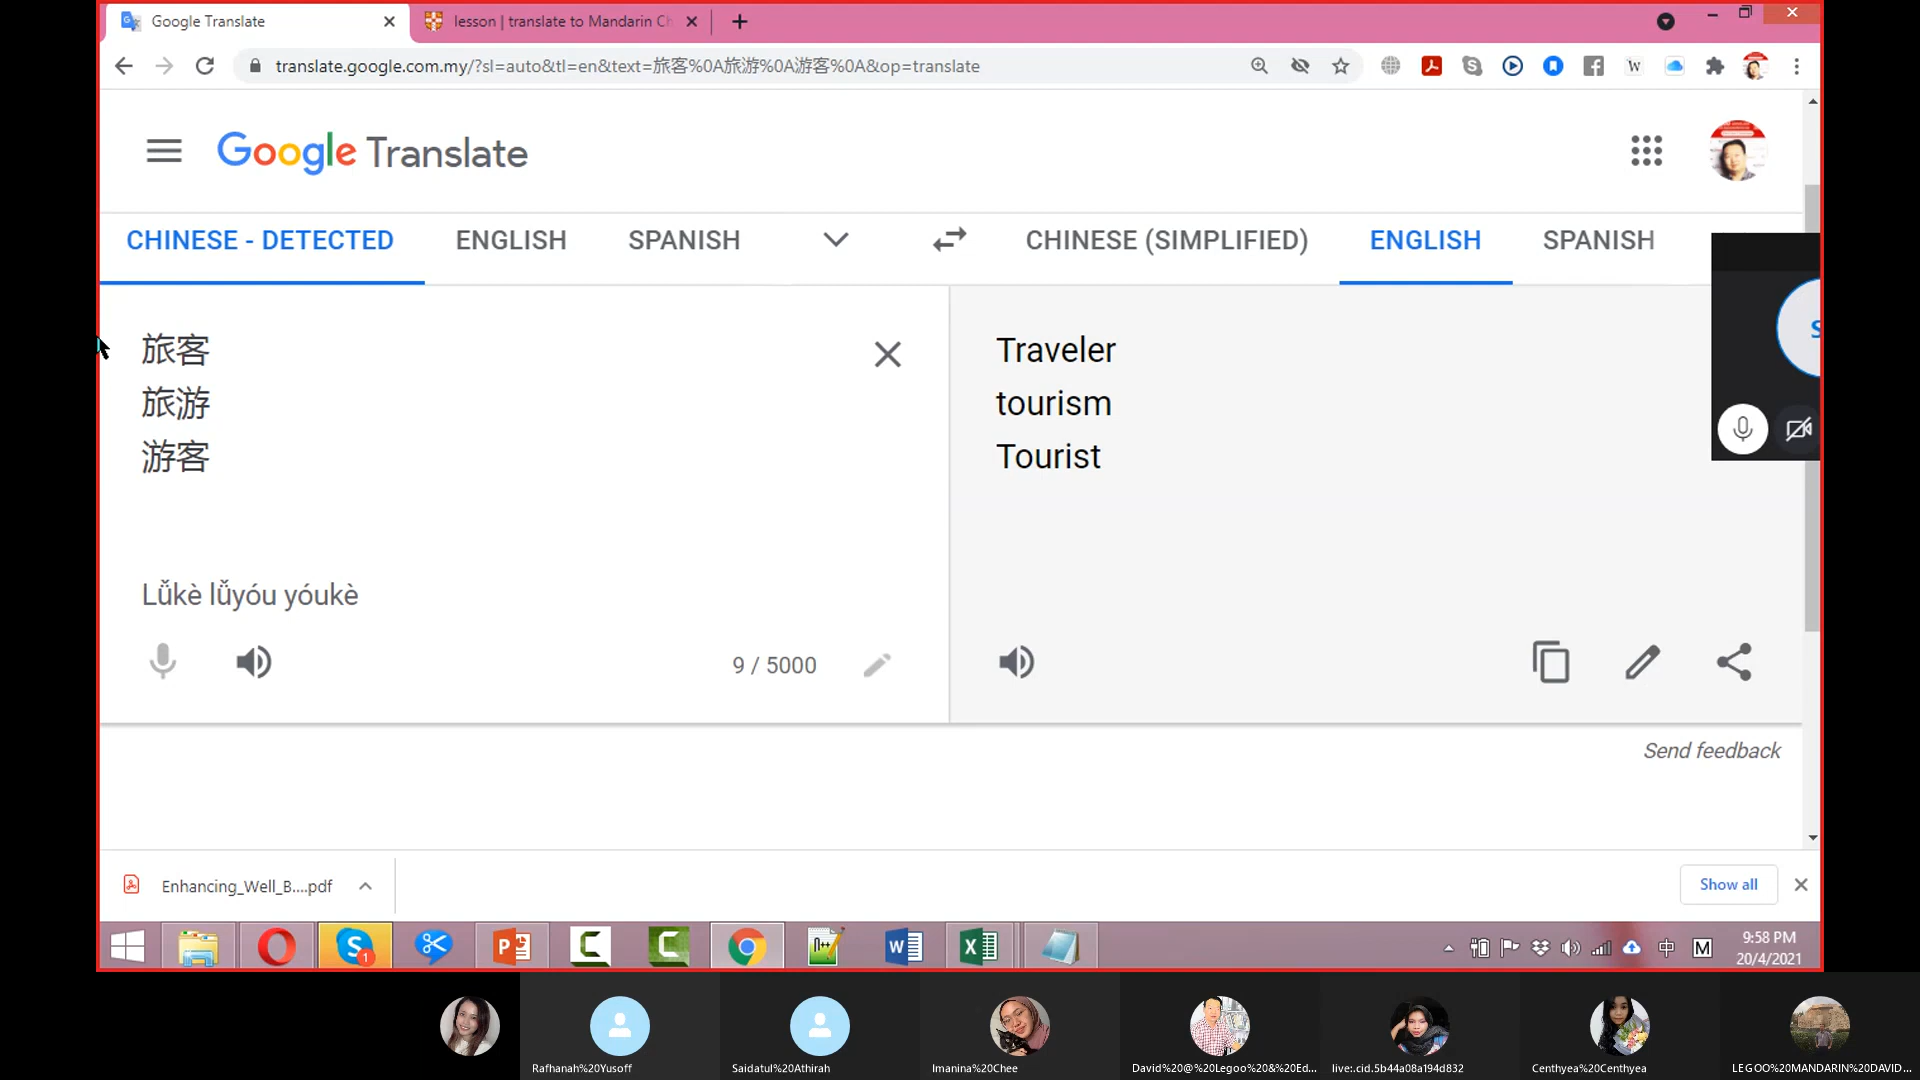 Google Translate
lesson | translate to Mandarin Ch
translate.google.com.my/?sl=auto&tl=en&text=旅客%0A旅游%0A游客%0A&op=translate
W
Google Translate
CHINESE - DETECTED ENGLISH SPANISH CHINESE (SIMPLIFIED) ENGLISH SPANISH
旅客
旅游
游客
Traveler
tourism
Tourist
S
Lǚkè lǚyóu yóukè
9 / 5000
Send feedback
Enhancing_Well_B....pdf
Show all
中 M
9:58 PM
20/4/2021
Rafhanah%20Yusoff
Saidatul%20Athirah
Imanina%20Chee
David%20@%20Legoo%20&%20Ed...
live:.cid.5b44a08a194d832
Centhyea%20Centhyea
LEGOO%20MANDARIN%20DAVID...